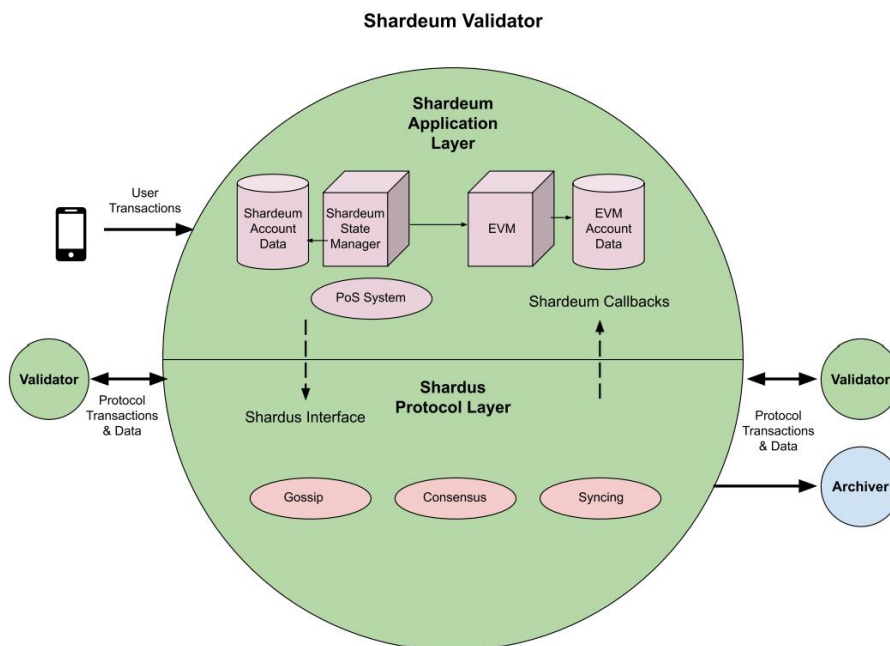 Shardeum Validator
Shardeum
Application
Layer
User
Transactions
Shardeum
Account
Data
Shardeum
State
Manager
EVM
EVM
Account
Data
PoS System
Shardeum Callbacks
Validator
Protocol
Transactions
& Data
Shardus
Protocol Layer
Shardus Interface
Validator
Protocol
Transactions
& Data
Gossip
Consensus
Syncing
Archiver